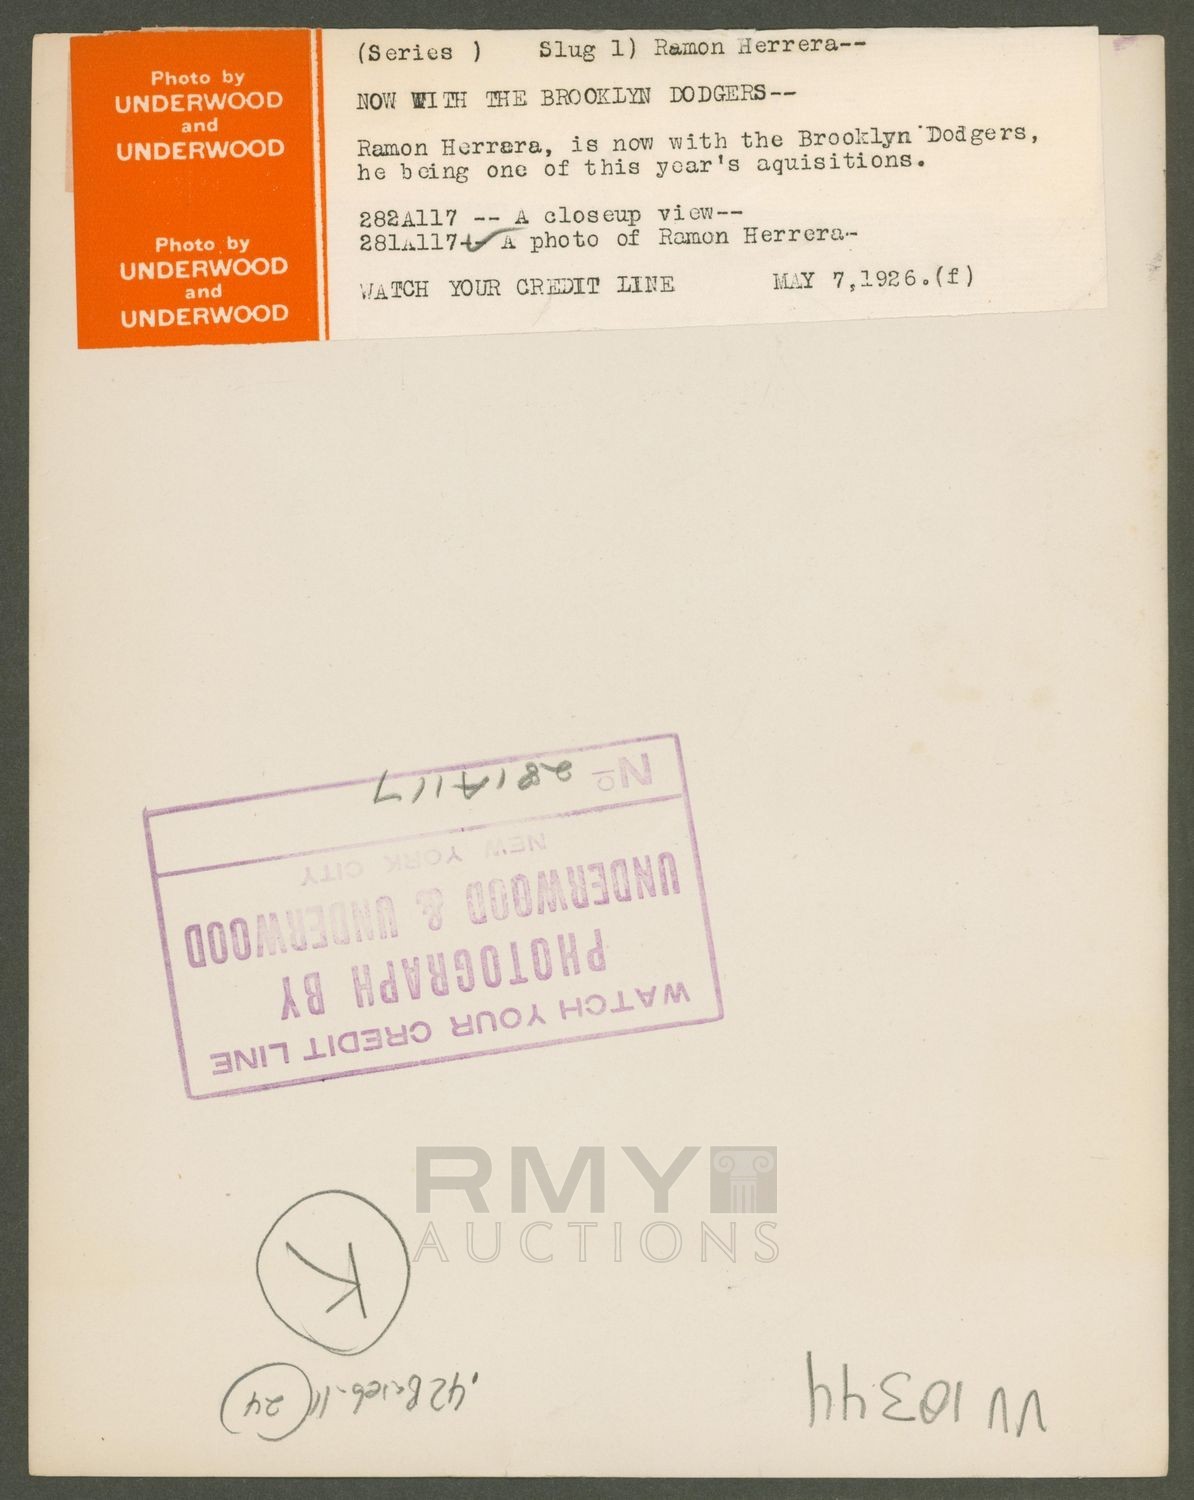 Photo by
UNDERWOOD
and
UNDERWOOD
Photo by
UNDERWOOD
and
UNDERWOOD
(Series ) Slug 1) Ramon Herrera--
NOW WITH THE BROOKLYN DODGERS--
Ramon Herrera, is now with the Brooklyn Dodgers,
he being one of this year's aquisitions.
282A117 -- A closeup view--
281A117-- A photo of Ramon Herrera--
WATCH YOUR CREDIT LINE MAY 7,1926.(f)
WATCH YOUR CREDIT LINE
PHOTOGRAPH BY
UNDERWOOD & UNDERWOOD
NEW YORK CITY
Nº 281A117
RMY
AUCTIONS
K
24
10344